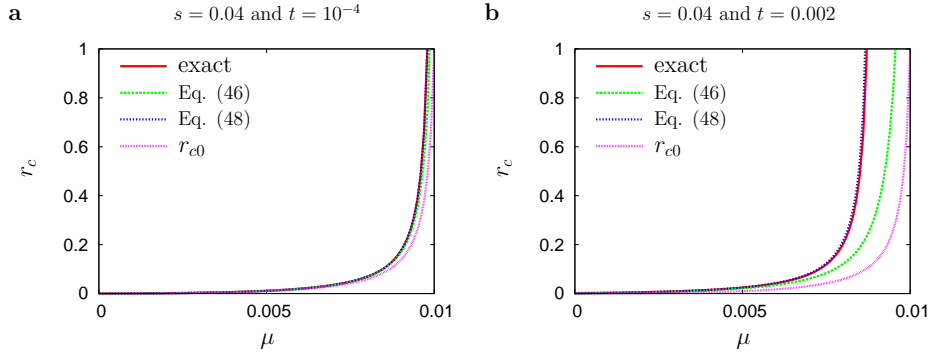 a
s = 0.04 and t = 10⁻⁴
1
0.8
0.6
0.4
0.2
0
r_c
exact
Eq. (46)
Eq. (48)
r_{c0}
0
0.005
0.01
μ
b
s = 0.04 and t = 0.002
1
0.8
0.6
0.4
0.2
0
r_c
exact
Eq. (46)
Eq. (48)
r_{c0}
0
0.005
0.01
μ